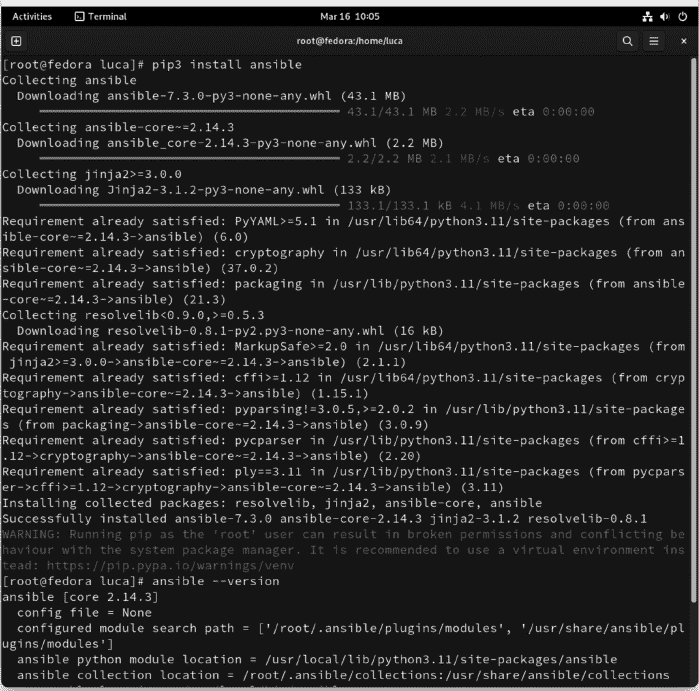 Activities Terminal Mar 16 10:05
root@fedora:/home/luca
[root@fedora luca]# pip3 install ansible
Collecting ansible
Downloading ansible-7.3.0-py3-none-any.whl (43.1 MB)
43.1/43.1 MB 2.2 MB/s eta 0:00:00
Collecting ansible-core~=2.14.3
Downloading ansible_core-2.14.3-py3-none-any.whl (2.2 MB)
2.2/2.2 MB 2.1 MB/s eta 0:00:00
Collecting jinja2>=3.0.0
Downloading Jinja2-3.1.2-py3-none-any.whl (133 kB)
133.1/133.1 kB 4.1 MB/s eta 0:00:00
Requirement already satisfied: PyYAML>=5.1 in /usr/lib64/python3.11/site-packages (from ans
ible-core~=2.14.3->ansible) (6.0)
Requirement already satisfied: cryptography in /usr/lib64/python3.11/site-packages (from an
sible-core~=2.14.3->ansible) (37.0.2)
Requirement already satisfied: packaging in /usr/lib/python3.11/site-packages (from ansible
-core~=2.14.3->ansible) (21.3)
Collecting resolvelib<0.9.0,>=0.5.3
Downloading resolvelib-0.8.1-py2.py3-none-any.whl (16 kB)
Requirement already satisfied: MarkupSafe>=2.0 in /usr/lib64/python3.11/site-packages (from
jinja2>=3.0.0->ansible-core~=2.14.3->ansible) (2.1.1)
Requirement already satisfied: cffi>=1.12 in /usr/lib64/python3.11/site-packages (from cryp
tography->ansible-core~=2.14.3->ansible) (1.15.1)
Requirement already satisfied: pyparsing!=3.0.5,>=2.0.2 in /usr/lib/python3.11/site-package
s (from packaging->ansible-core~=2.14.3->ansible) (3.0.9)
Requirement already satisfied: pycparser in /usr/lib/python3.11/site-packages (from cffi>=1
.12->cryptography->ansible-core~=2.14.3->ansible) (2.20)
Requirement already satisfied: ply==3.11 in /usr/lib/python3.11/site-packages (from pycpars
er->cffi>=1.12->cryptography->ansible-core~=2.14.3->ansible) (3.11)
Installing collected packages: resolvelib, jinja2, ansible-core, ansible
Successfully installed ansible-7.3.0 ansible-core-2.14.3 jinja2-3.1.2 resolvelib-0.8.1
WARNING: Running pip as the 'root' user can result in broken permissions and conflicting be
haviour with the system package manager. It is recommended to use a virtual environment ins
tead: https://pip.pypa.io/warnings/venv
[root@fedora luca]# ansible --version
ansible [core 2.14.3]
config file = None
configured module search path = ['/root/.ansible/plugins/modules', '/usr/share/ansible/pl
ugins/modules']
ansible python module location = /usr/local/lib/python3.11/site-packages/ansible
ansible collection location = /root/.ansible/collections:/usr/share/ansible/collections